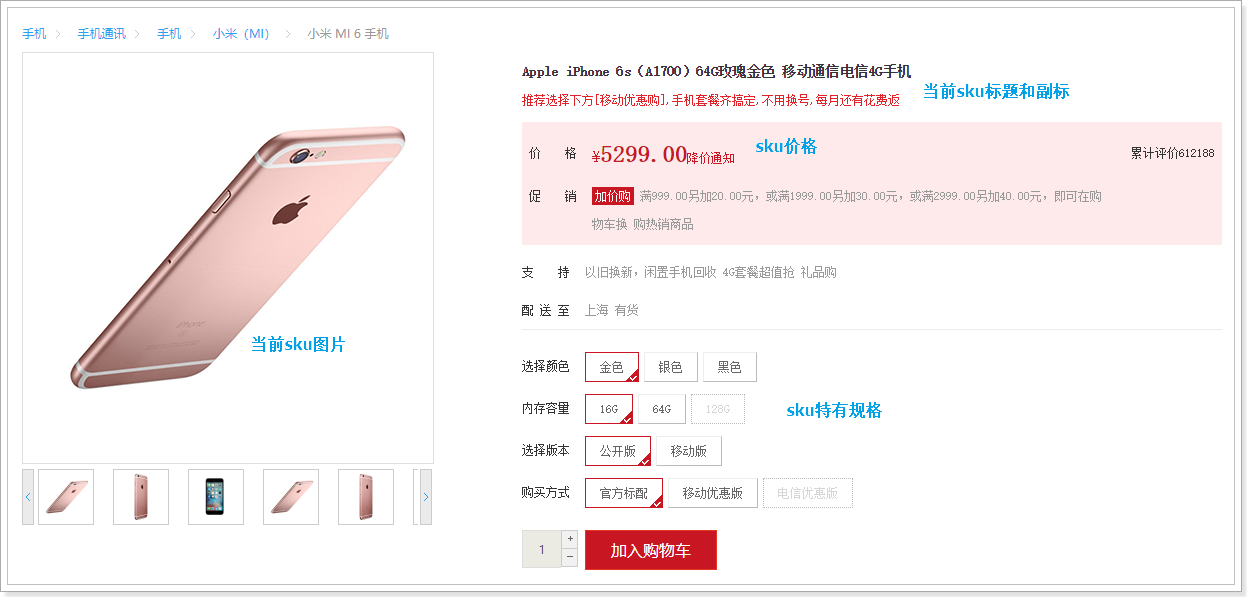 手机 > 手机通讯 > 手机 > 小米（MI） > 小米 MI 6 手机
Apple iPhone 6s（A1700）64G玫瑰金色 移动通信电信4G手机
推荐选择下方[移动优惠购],手机套餐齐搞定,不用换号,每月还有花费返
当前sku标题和副标
价 格 ¥5299.00降价通知
sku价格
累计评价612188
促 销 加价购 满999.00另加20.00元，或满1999.00另加30.00元，或满2999.00另加40.00元，即可在购
物车换 购热销商品
支 持 以旧换新，闲置手机回收 4G套餐超值抢 礼品购
配 送 至 上海 有货
iPhone
当前sku图片
选择颜色 金色 银色 黑色
内存容量 16G 64G 128G
sku特有规格
选择版本 公开版 移动版
购买方式 官方标配 移动优惠版 电信优惠版
< >
1 + − 加入购物车